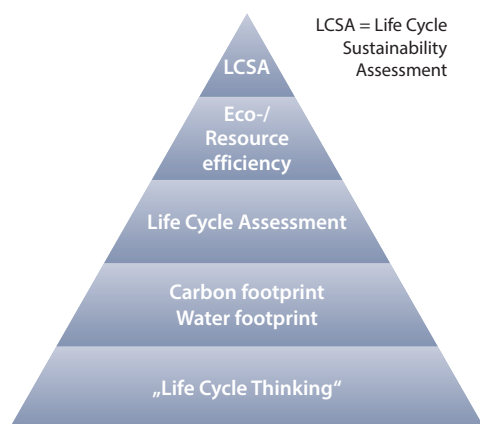 LCSA = Life Cycle
Sustainability
Assessment
LCSA
Eco-/
Resource
efficiency
Life Cycle Assessment
Carbon footprint
Water footprint
„Life Cycle Thinking“